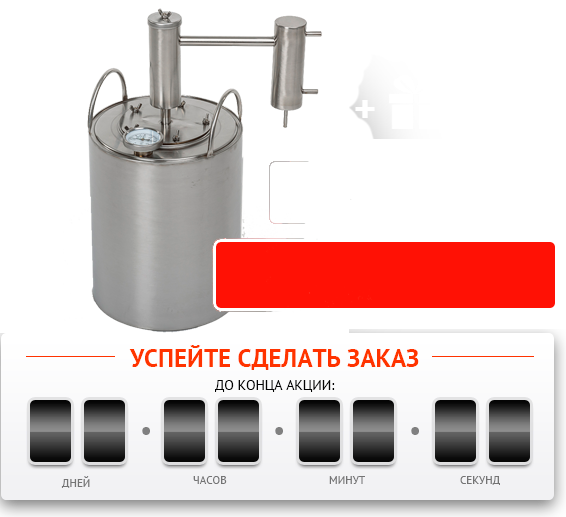 УСПЕЙТЕ СДЕЛАТЬ ЗАКАЗ
ДО КОНЦА АКЦИИ:
ДНЕЙ ЧАСОВ МИНУТ СЕКУНД